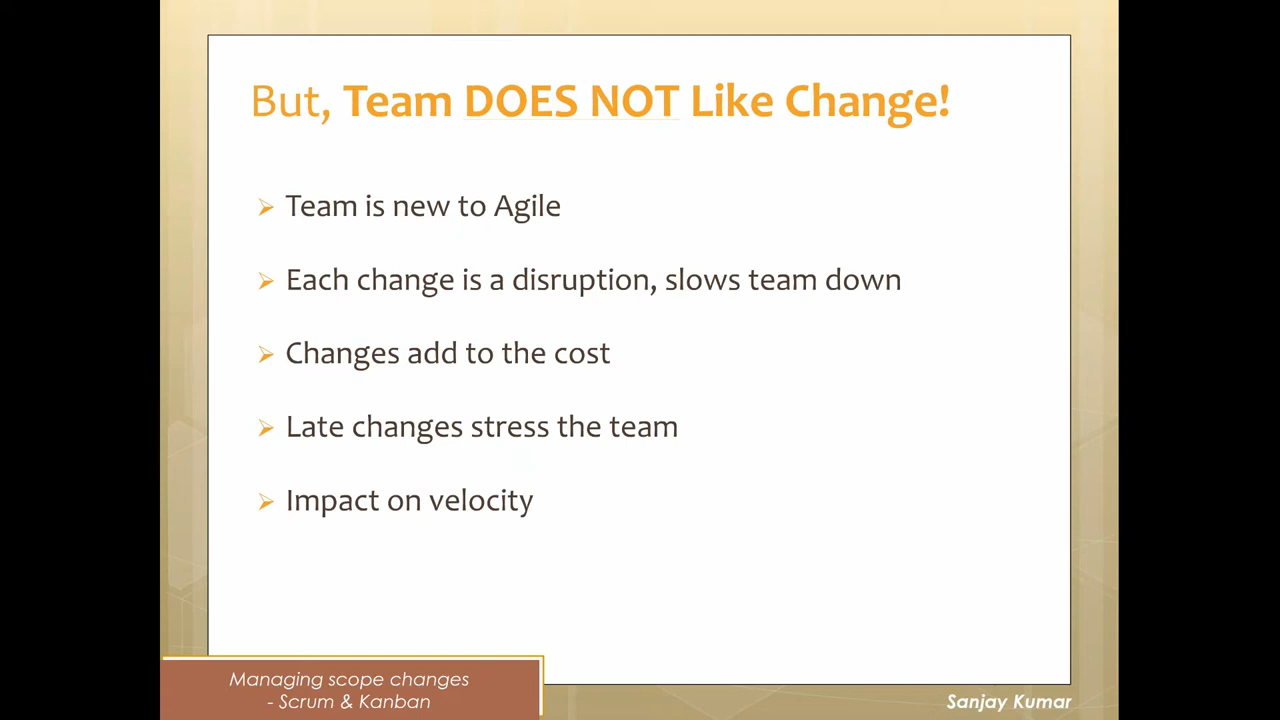 But, Team DOES NOT Like Change!
Team is new to Agile
Each change is a disruption, slows team down
Changes add to the cost
Late changes stress the team
Impact on velocity
Managing scope changes
- Scrum & Kanban
Sanjay Kumar